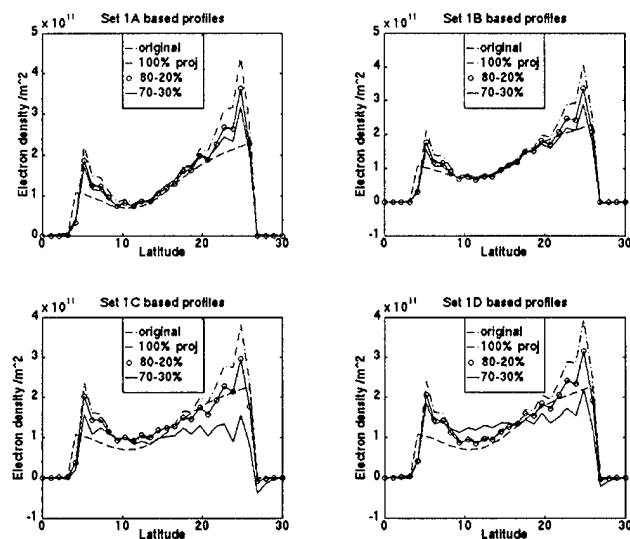 Set 1A based profiles
x 10^11
5
4
3
2
1
0
Electron density /m^2
original
100% proj
80-20%
70-30%
0 10 20 30
Latitude
Set 1B based profiles
x 10^11
5
4
3
2
1
0
-1
Electron density /m^2
original
100% proj
80-20%
70-30%
0 10 20 30
Latitude
Set 1C based profiles
x 10^11
4
3
2
1
0
-1
Electron density /m^2
original
100% proj
80-20%
70-30%
0 10 20 30
Latitude
Set 1D based profiles
x 10^11
4
3
2
1
0
-1
Electron density /m^2
original
100% proj
80-20%
70-30%
0 10 20 30
Latitude